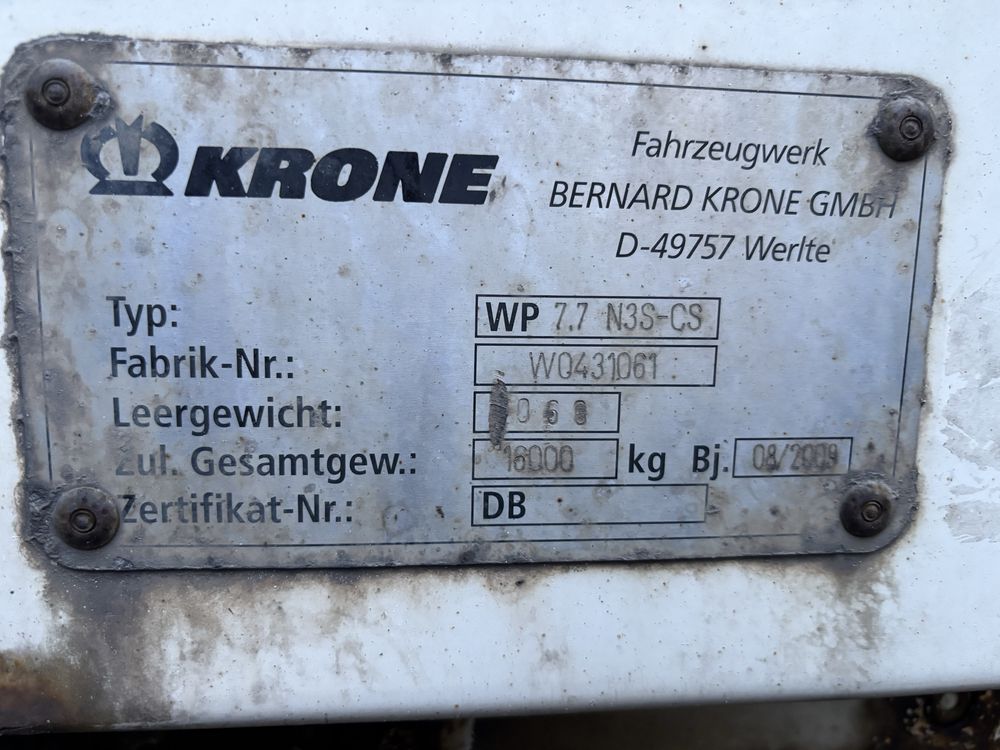 KRONE
Fahrzeugwerk
BERNARD KRONE GMBH
D-49757 Werlte
Typ: WP 7.7 N3S-CS
Fabrik-Nr.: W0431061
Leergewicht:
Zul. Gesamtgew.: 16000 kg Bj. 08/2009
Zertifikat-Nr.: DB